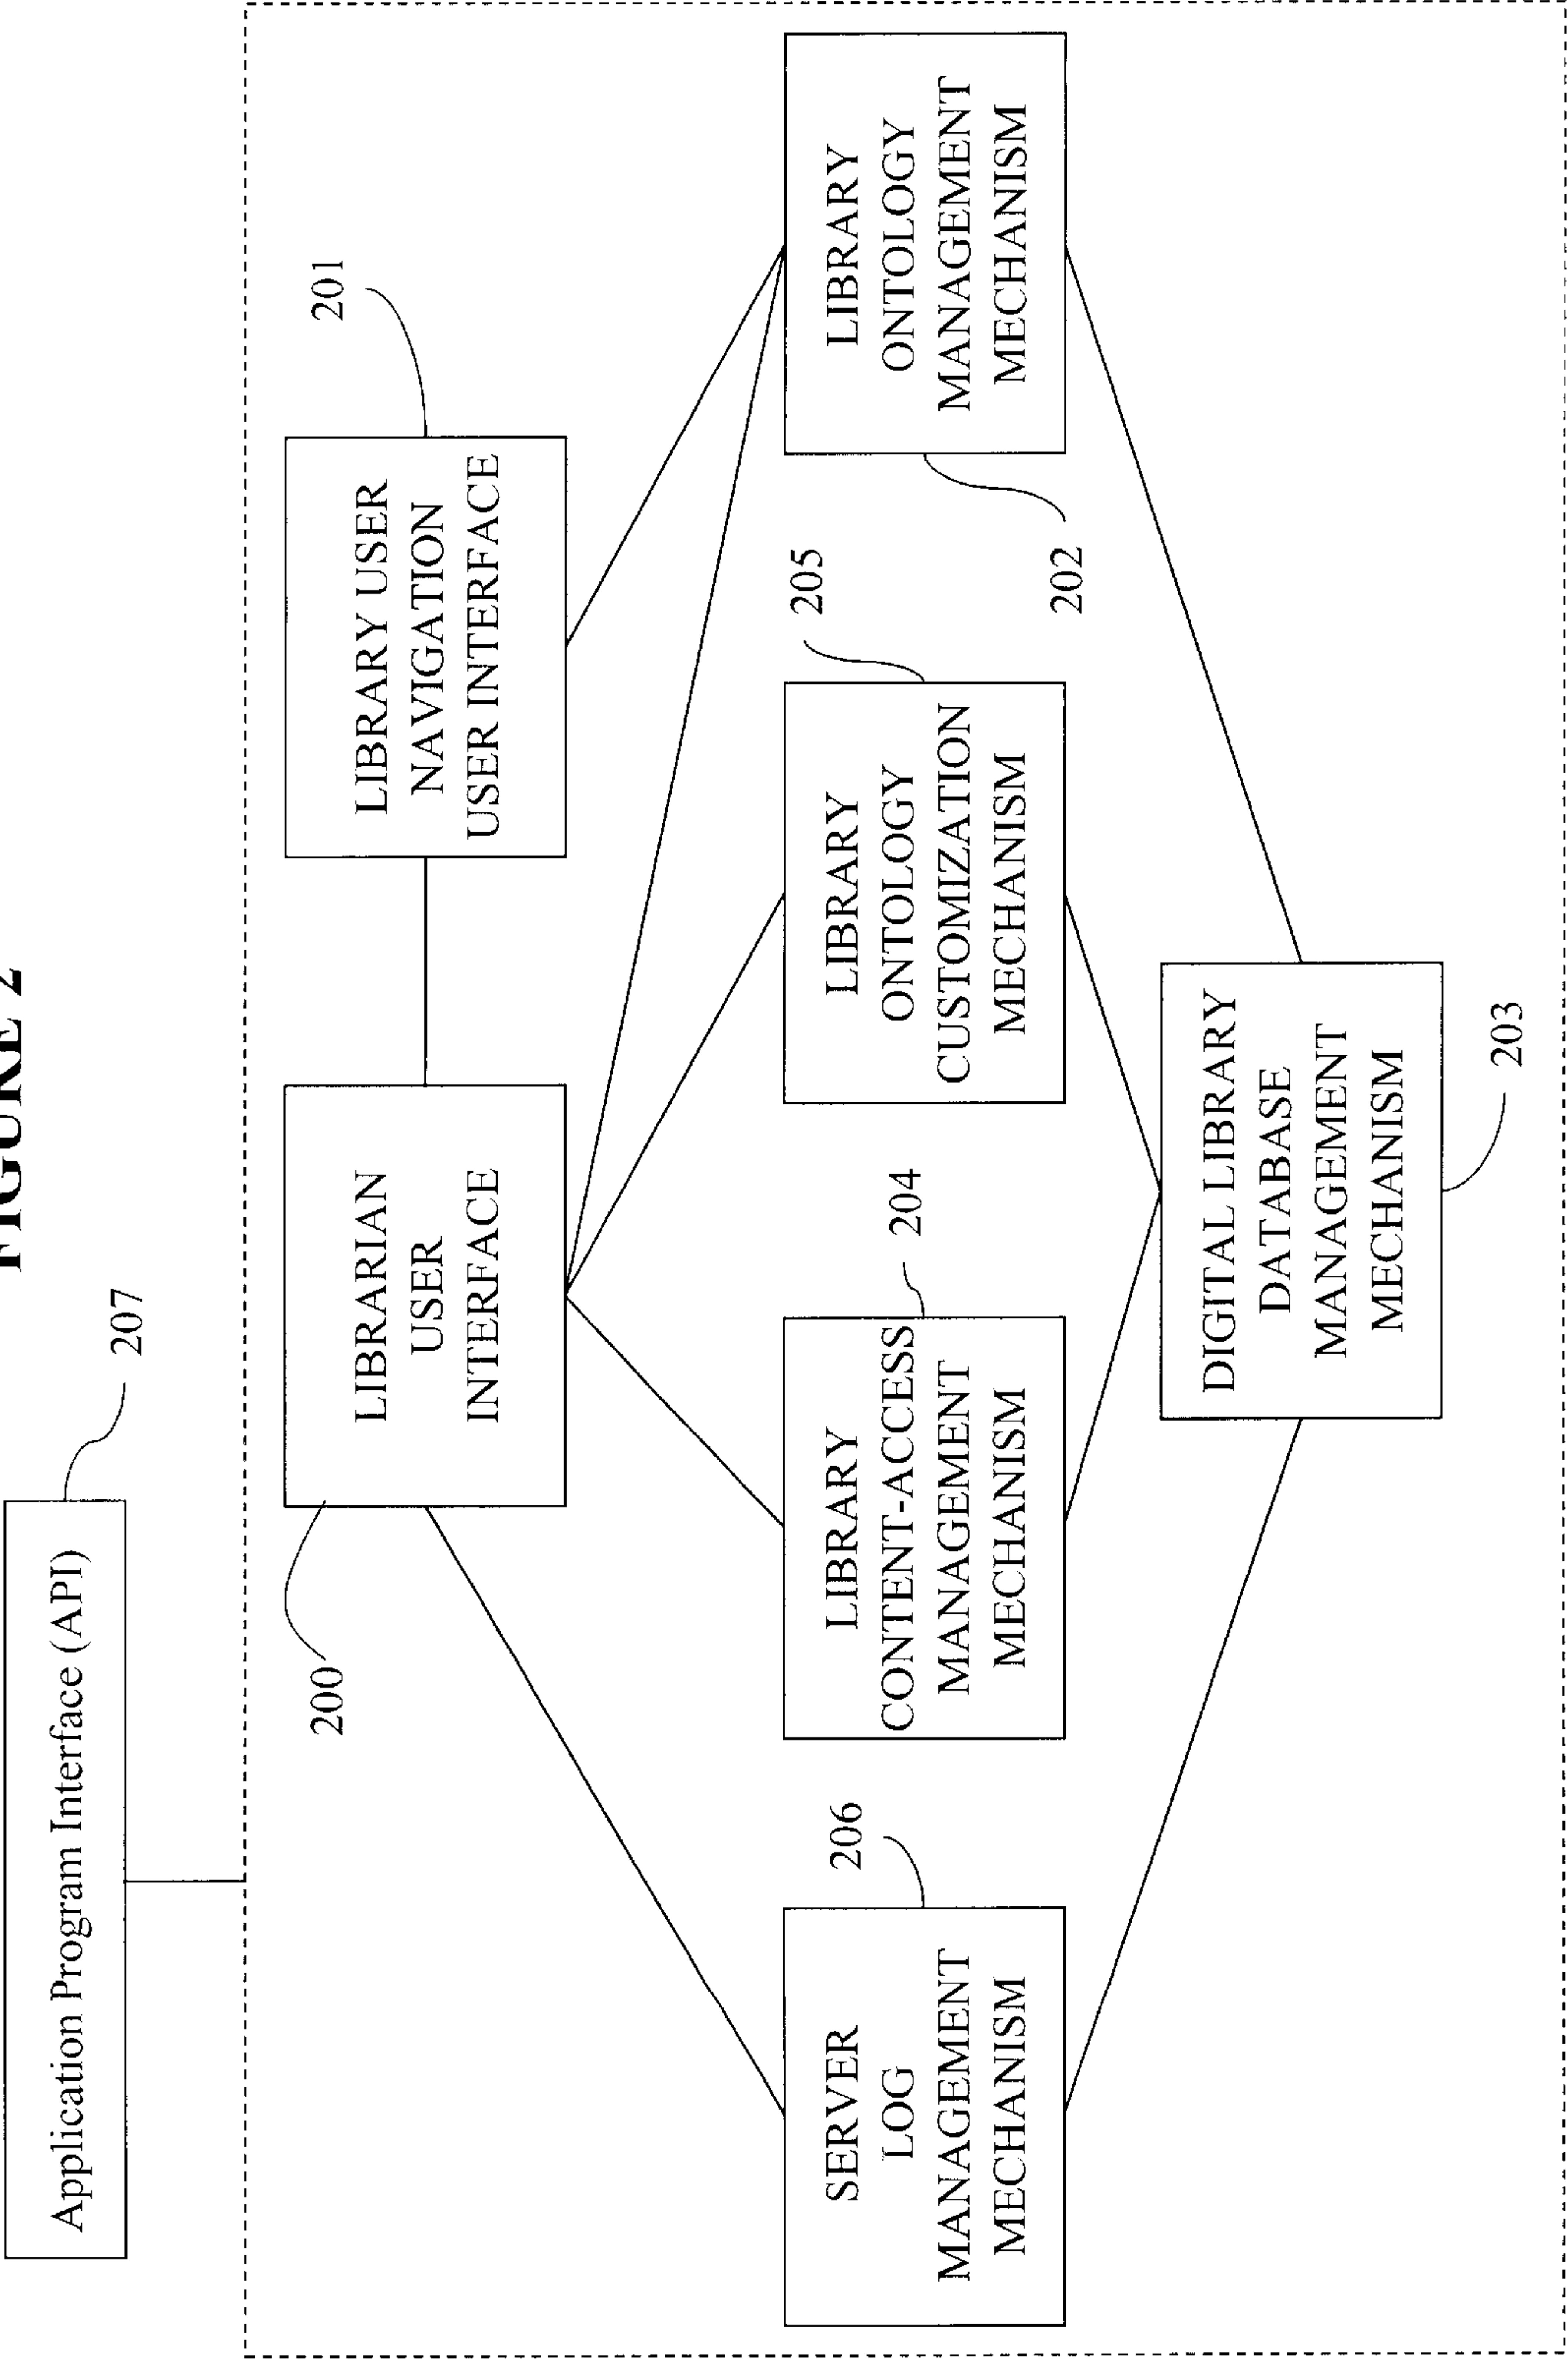 FIGURE 2
Application Program Interface (API)
207
200
LIBRARIAN
USER
INTERFACE
LIBRARY USER
NAVIGATION
USER INTERFACE
201
206
SERVER
LOG
MANAGEMENT
MECHANISM
204
LIBRARY
CONTENT-ACCESS
MANAGEMENT
MECHANISM
205
LIBRARY
ONTOLOGY
CUSTOMIZATION
MECHANISM
202
LIBRARY
ONTOLOGY
MANAGEMENT
MECHANISM
DIGITAL LIBRARY
DATABASE
MANAGEMENT
MECHANISM
203